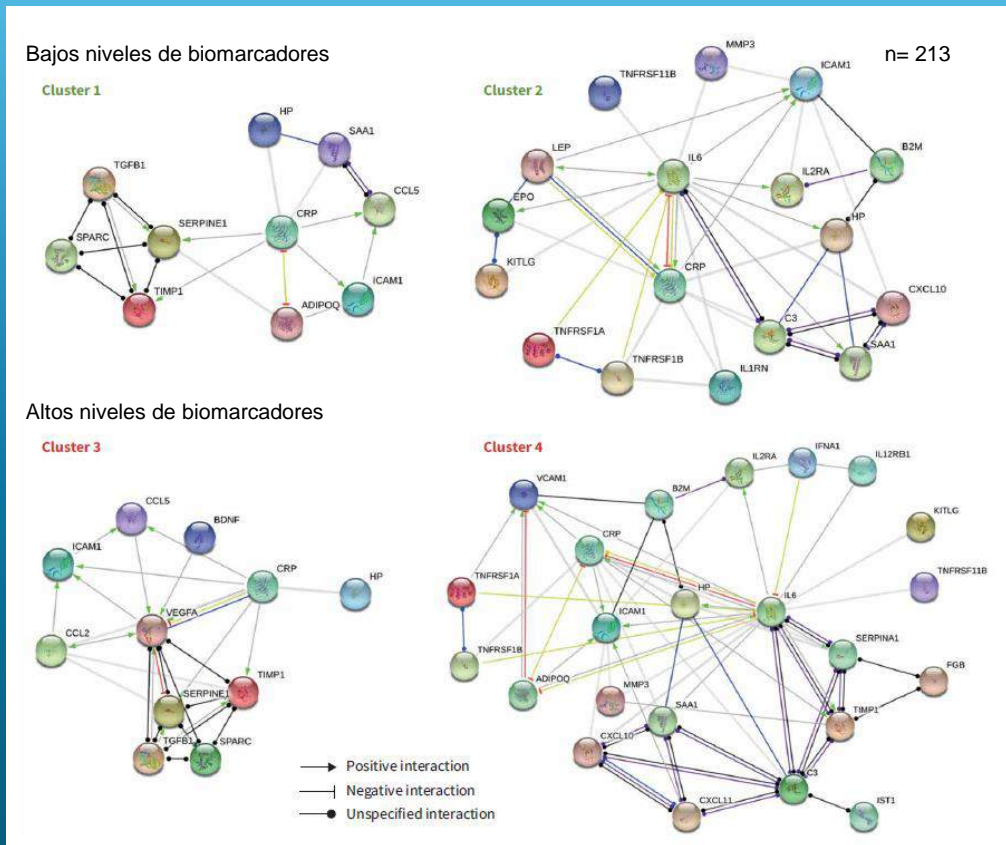 Bajos niveles de biomarcadores
n= 213
Cluster 1
HP
SAA1
TGFB1
CCL5
SERPINE1
CRP
SPARC
TIMP1
ICAM1
ADIPOQ
Cluster 2
MMP3
ICAM1
TNFRSF11B
LEP
IL6
B2M
IL2RA
EPO
HP
KITLG
CRP
CXCL10
C3
TNFRSF1A
SAA1
TNFRSF1B
IL1RN
Altos niveles de biomarcadores
Cluster 3
CCL5
BDNF
ICAM1
CRP
HP
VEGFA
CCL2
TIMP1
SERPINE1
TGFB1
SPARC
Cluster 4
IFNA1
IL2RA
IL12RB1
VCAM1
B2M
KITLG
CRP
TNFRSF1A
HP
IL6
TNFRSF11B
ICAM1
TNFRSF1B
SERPINA1
ADIPOQ
FGB
MMP3
SAA1
TIMP1
CXCL10
C3
CXCL11
IST1
Positive interaction
Negative interaction
Unspecified interaction